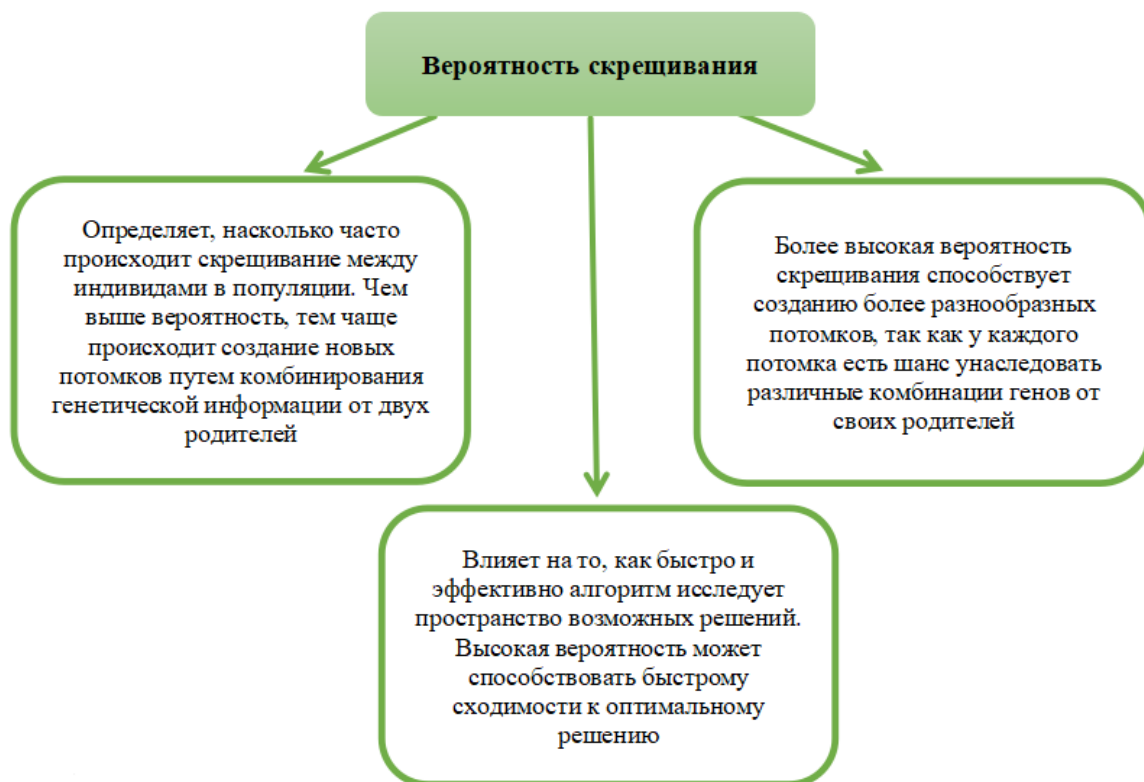 Вероятность скрещивания
Определяет, насколько часто
происходит скрещивание между
индивидами в популяции. Чем
выше вероятность, тем чаще
происходит создание новых
потомков путем комбинирования
генетической информации от двух
родителей
Более высокая вероятность
скрещивания способствует
созданию более разнообразных
потомков, так как у каждого
потомка есть шанс унаследовать
различные комбинации генов от
своих родителей
Влияет на то, как быстро и
эффективно алгоритм исследует
пространство возможных решений.
Высокая вероятность может
способствовать быстрому
сходимости к оптимальному
решению